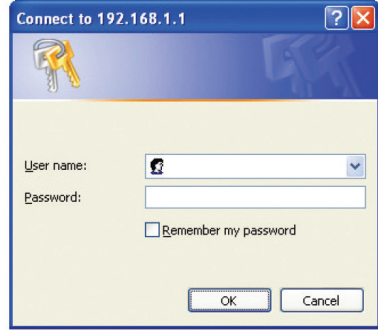 Connect to 192.168.1.1
User name:
Password:
Remember my password
OK
Cancel